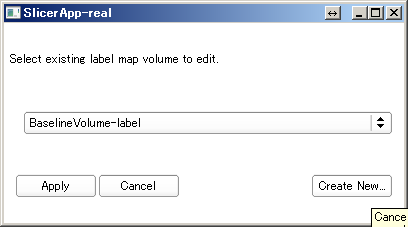 SlicerApp-real
Select existing label map volume to edit.
BaselineVolume-label
Apply
Cancel
Create New...
Cance